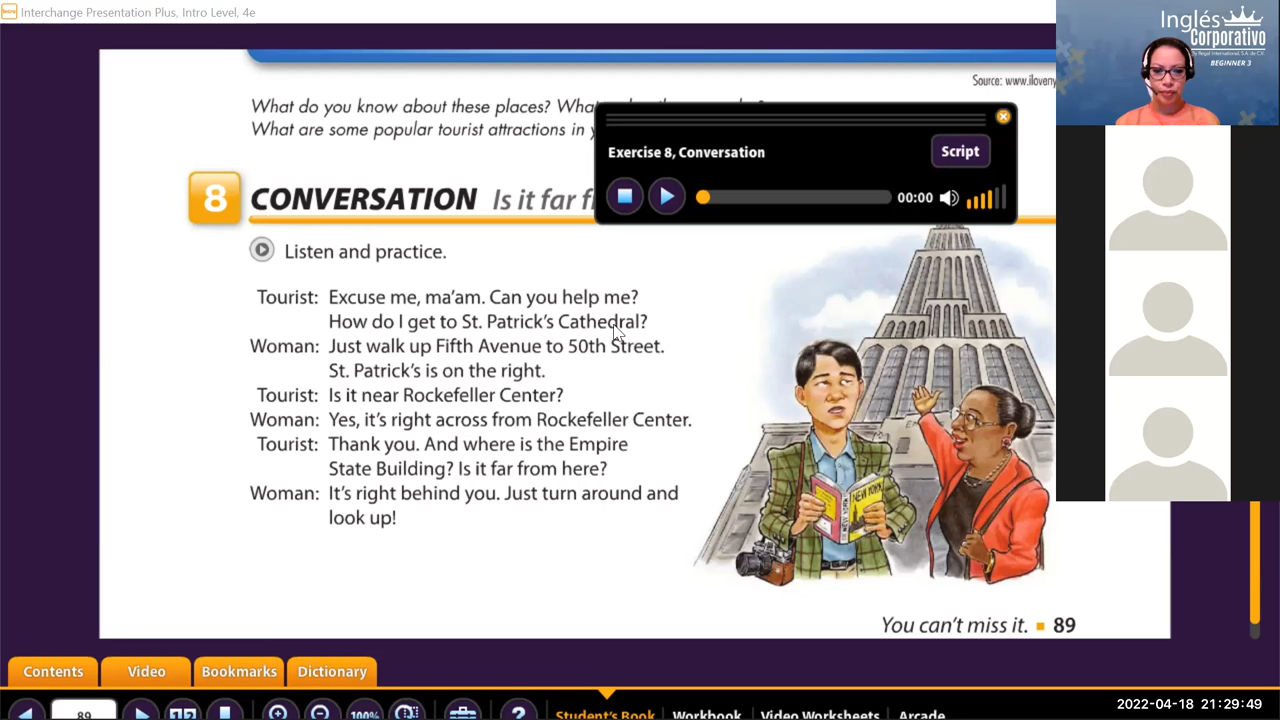 Interchange Presentation Plus, Intro Level, 4e
Inglés
Corporativo
By Regal International, S.A. de C.V.
BEGINNER 3
Source: www.iloveny
What do you know about these places?
What are some popular tourist attractions in
Exercise 8, Conversation
Script
00:00
8 CONVERSATION Is it far
Listen and practice.
Tourist: Excuse me, ma'am. Can you help me?
How do I get to St. Patrick's Cathedral?
Woman: Just walk up Fifth Avenue to 50th Street.
St. Patrick's is on the right.
Tourist: Is it near Rockefeller Center?
Woman: Yes, it's right across from Rockefeller Center.
Tourist: Thank you. And where is the Empire
State Building? Is it far from here?
Woman: It's right behind you. Just turn around and
look up!
NEW YORK
NEW YORK
You can't miss it. ■ 89
Contents Video Bookmarks Dictionary
89 100% ? Student's Book Workbook Video Worksheets Arcade
2022-04-18 21:29:49